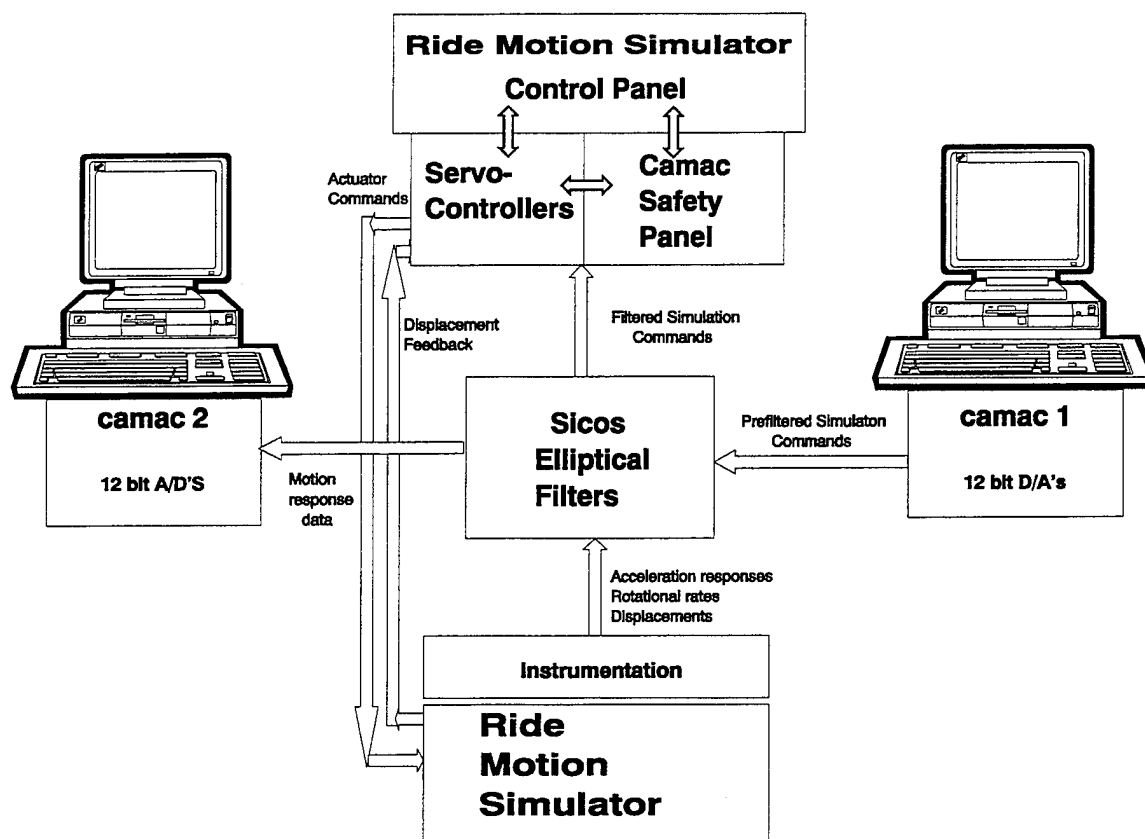 Ride Motion Simulator
Control Panel
Servo-
Controllers
Camac
Safety
Panel
Actuator
Commands
Displacement
Feedback
Filtered Simulation
Commands
camac 2
12 bit A/D'S
Motion
response
data
Sicos
Elliptical
Filters
Prefiltered Simulaton
Commands
camac 1
12 bit D/A's
Acceleration responses
Rotational rates
Displacements
Instrumentation
Ride
Motion
Simulator